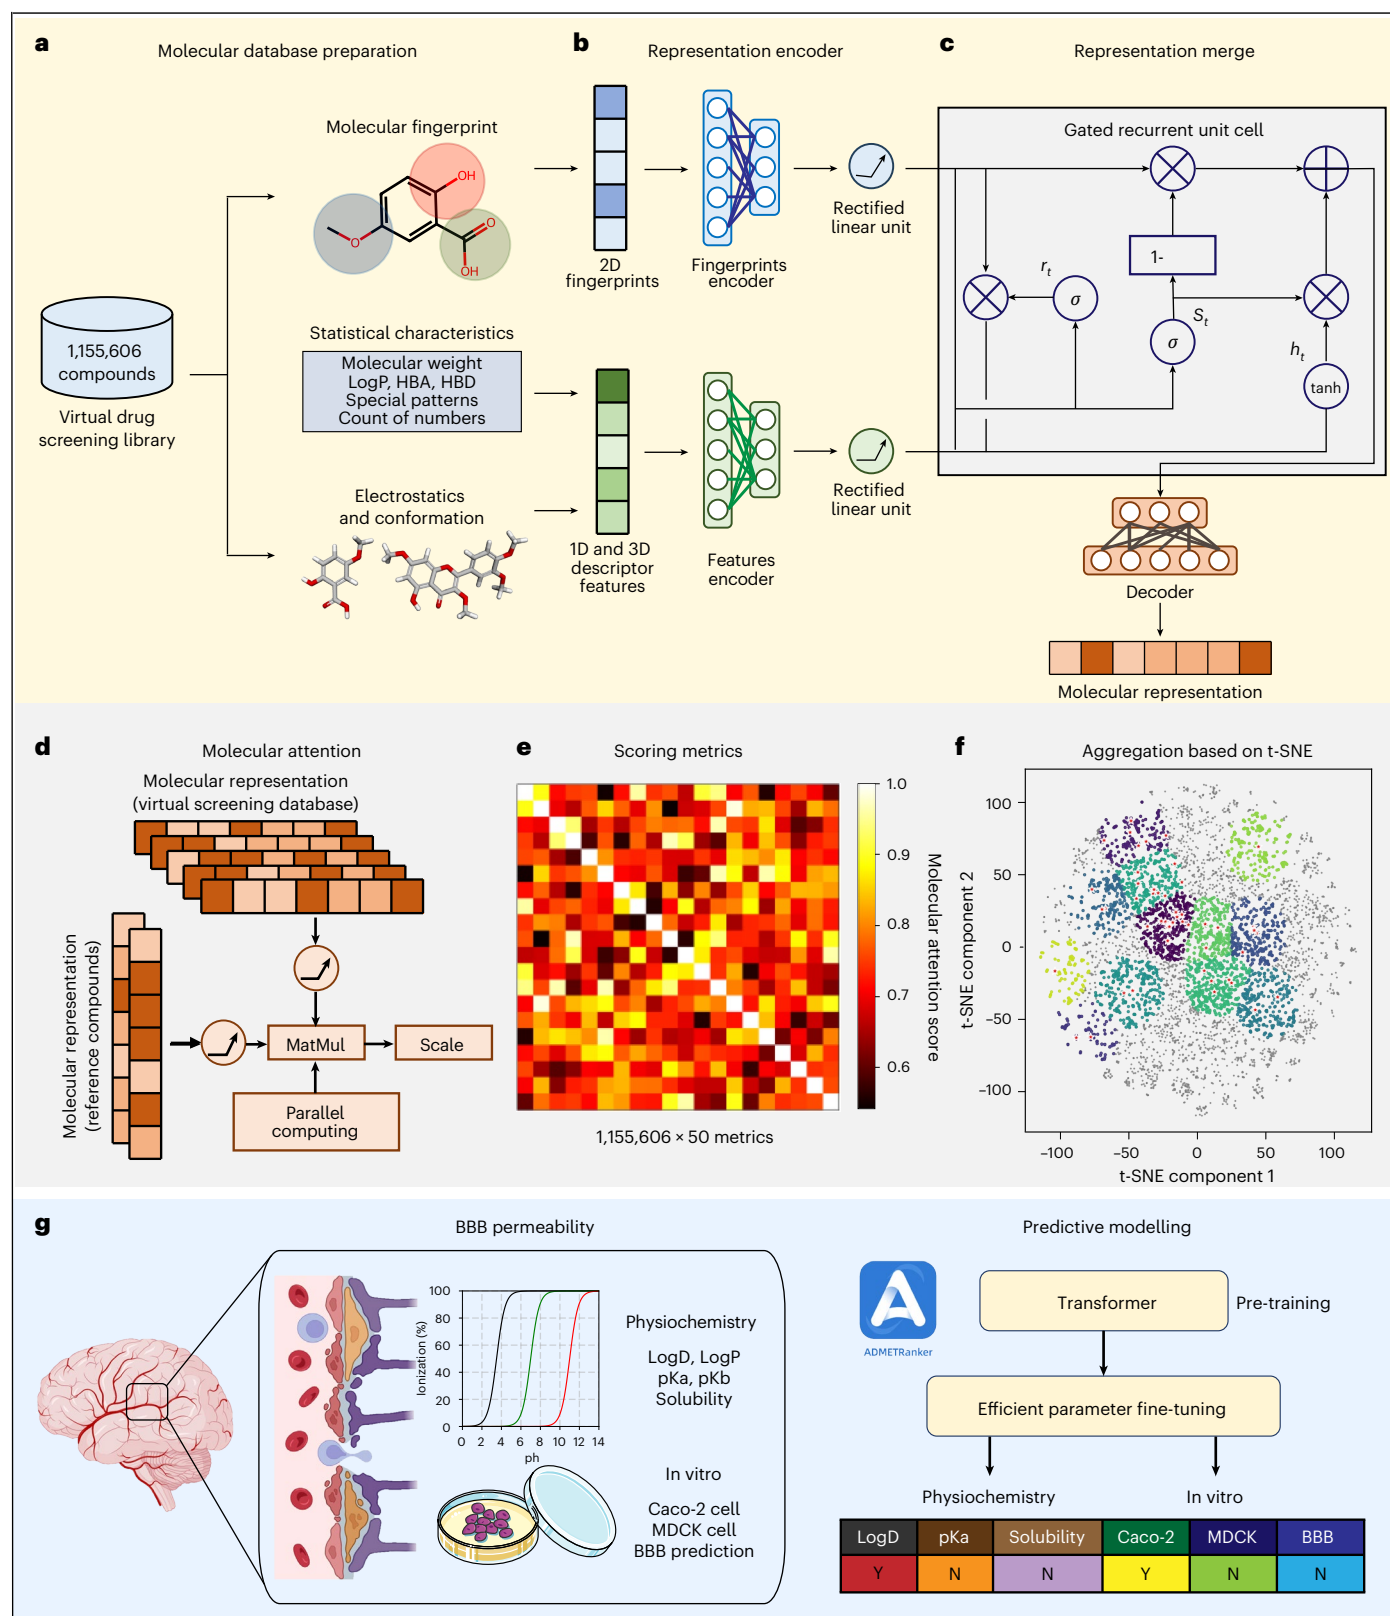 a
Molecular database preparation
b
Representation encoder
c
Representation merge
Molecular fingerprint
OH
O
O
OH
1,155,606
compounds
Virtual drug
screening library
Statistical characteristics
Molecular weight
LogP, HBA, HBD
Special patterns
Count of numbers
Electrostatics
and conformation
2D
fingerprints
Fingerprints
encoder
Rectified
linear unit
1D and 3D
descriptor
features
Features
encoder
Rectified
linear unit
Gated recurrent unit cell
1-
rt
σ
St
σ
ht
tanh
Decoder
Molecular representation
d
Molecular attention
Molecular representation
(virtual screening database)
Molecular representation
(reference compounds)
MatMul
Scale
Parallel
computing
e
Scoring metrics
1.0
0.9
0.8
0.7
0.6
Molecular attention score
1,155,606 × 50 metrics
f
Aggregation based on t-SNE
100
50
0
–50
–100
t-SNE component 2
–100
–50
0
50
100
t-SNE component 1
g
BBB permeability
Ionization (%)
100
80
60
40
20
0
0 2 4 6 8 10 12 14
ph
Physiochemistry
LogD, LogP
pKa, pKb
Solubility
In vitro
Caco-2 cell
MDCK cell
BBB prediction
Predictive modelling
ADMETRanker
Transformer
Pre-training
Efficient parameter fine-tuning
Physiochemistry
In vitro
LogD pKa Solubility Caco-2 MDCK BBB
Y N N Y N N